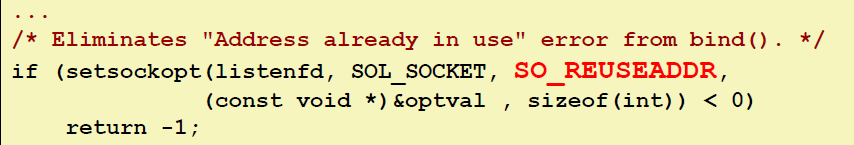 ...
/* Eliminates "Address already in use" error from bind(). */
if (setsockopt(listenfd, SOL_SOCKET, SO_REUSEADDR,
(const void *)&optval , sizeof(int)) < 0)
return -1;